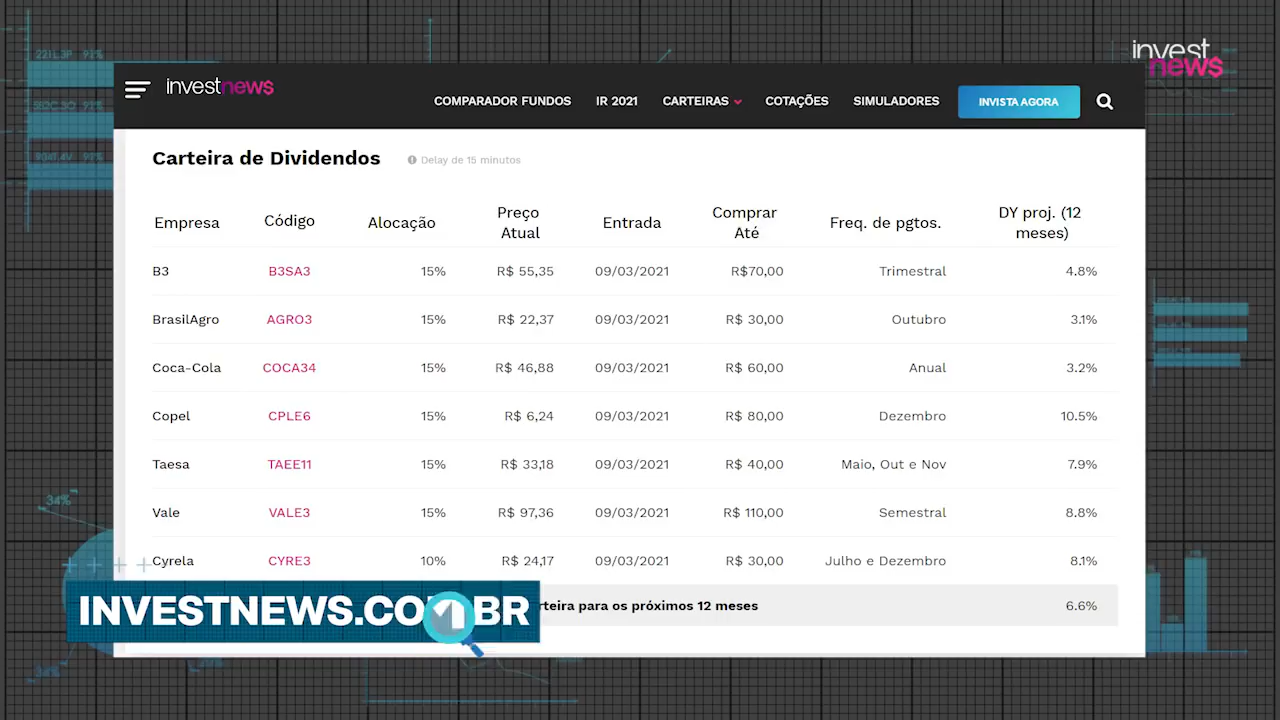 invest
news
investnews
COMPARADOR FUNDOS IR 2021 CARTEIRAS COTAÇÕES SIMULADORES INVISTA AGORA
Carteira de Dividendos Delay de 15 minutos
Empresa Código Alocação Preço Atual Entrada Comprar Até Freq. de pgtos. DY proj. (12 meses)
B3 B3SA3 15% R$ 55,35 09/03/2021 R$70,00 Trimestral 4.8%
BrasilAgro AGRO3 15% R$ 22,37 09/03/2021 R$ 30,00 Outubro 3.1%
Coca-Cola COCA34 15% R$ 46,88 09/03/2021 R$ 60,00 Anual 3.2%
Copel CPLE6 15% R$ 6,24 09/03/2021 R$ 80,00 Dezembro 10.5%
Taesa TAEE11 15% R$ 33,18 09/03/2021 R$ 40,00 Maio, Out e Nov 7.9%
Vale VALE3 15% R$ 97,36 09/03/2021 R$ 110,00 Semestral 8.8%
Cyrela CYRE3 10% R$ 24,17 09/03/2021 R$ 30,00 Julho e Dezembro 8.1%
para os próximos 12 meses 6.6%
INVESTNEWS.COM.BR
34%
34%